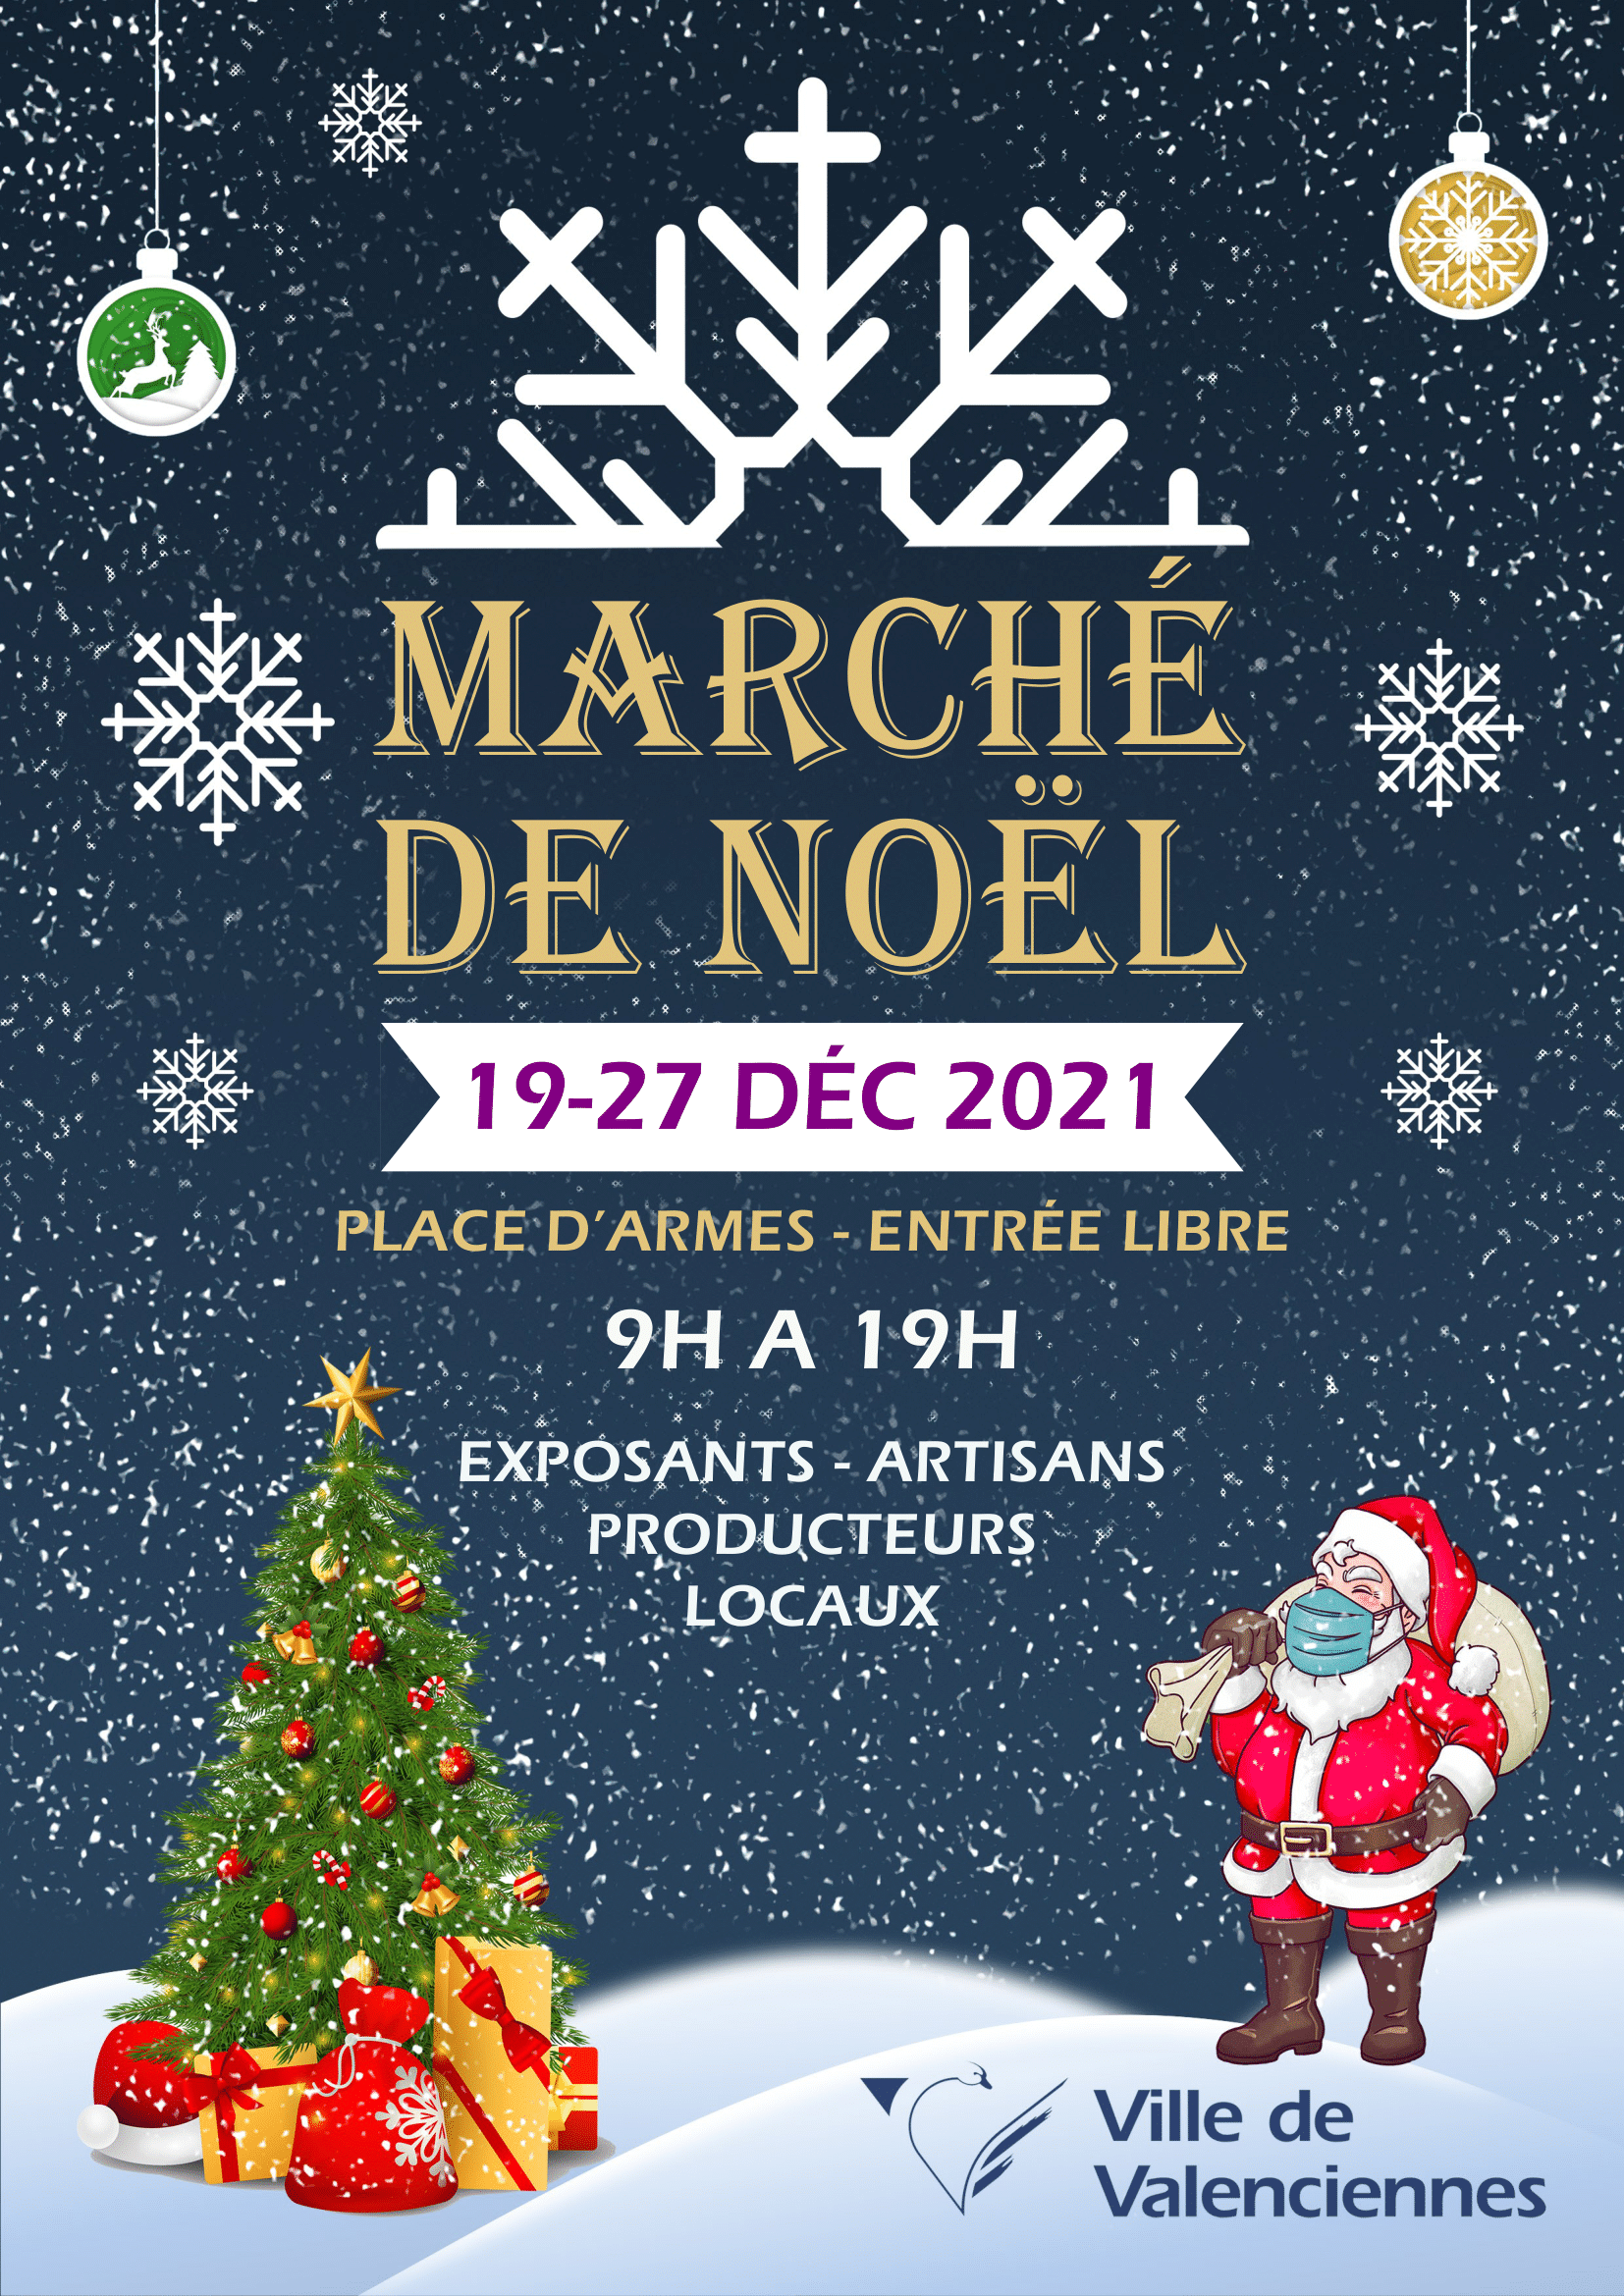 MARCHÉ
DE NOËL
19-27 DÉC 2021
PLACE D'ARMES - ENTRÉE LIBRE
9H A 19H
EXPOSANTS - ARTISANS
PRODUCTEURS
LOCAUX
Ville de
Valenciennes